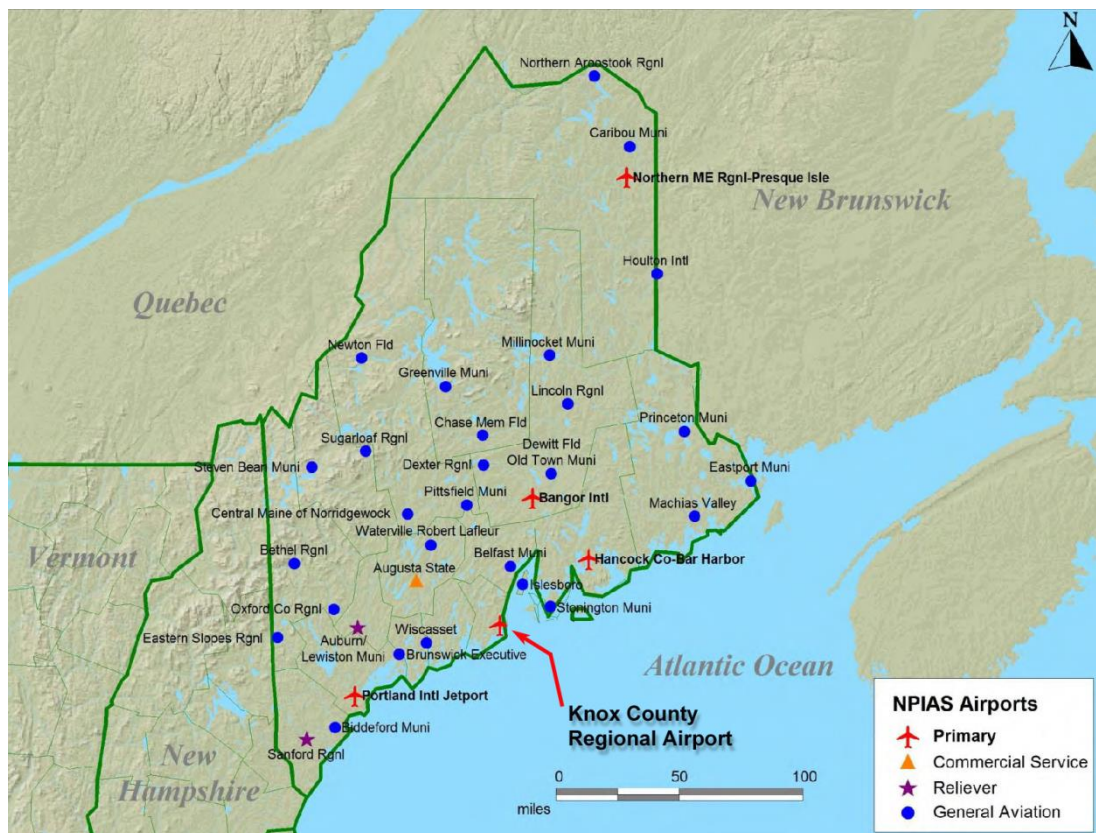 N
Northern Aroostook Rgnl
Caribou Muni
Northern ME Rgnl-Presque Isle
New Brunswick
Houlton Intl
Quebec
Newton Fld
Millinocket Muni
Greenville Muni
Lincoln Rgnl
Chase Mem Fld
Princeton Muni
Sugarloaf Rgnl
Dewitt Fld
Old Town Muni
Steven Bean Muni
Dexter Rgnl
Eastport Muni
Pittsfield Muni
Bangor Intl
Machias Valley
Central Maine of Norridgewock
Waterville Robert Lafleur
Vermont
Bethel Rgnl
Belfast Muni
Hancock Co-Bar Harbor
Augusta State
Islesboro
Oxford Co Rgnl
Stonington Muni
Eastern Slopes Rgnl
Auburn/
Lewiston Muni
Wiscasset
Brunswick Executive
Atlantic Ocean
Portland Intl Jetport
Knox County
Regional Airport
Biddeford Muni
Sanford Rgnl
New
Hampshire
0 50 100
miles
NPIAS Airports
Primary
Commercial Service
Reliever
General Aviation